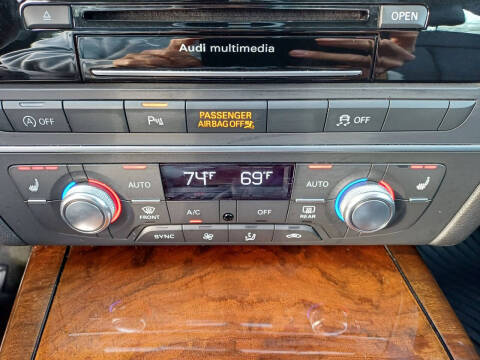 OPEN
Audi multimedia
OFF
P
PASSENGER
AIRBAG OFF
OFF
AUTO
74°F
69°F
AUTO
FRONT
A/C
OFF
REAR
SYNC